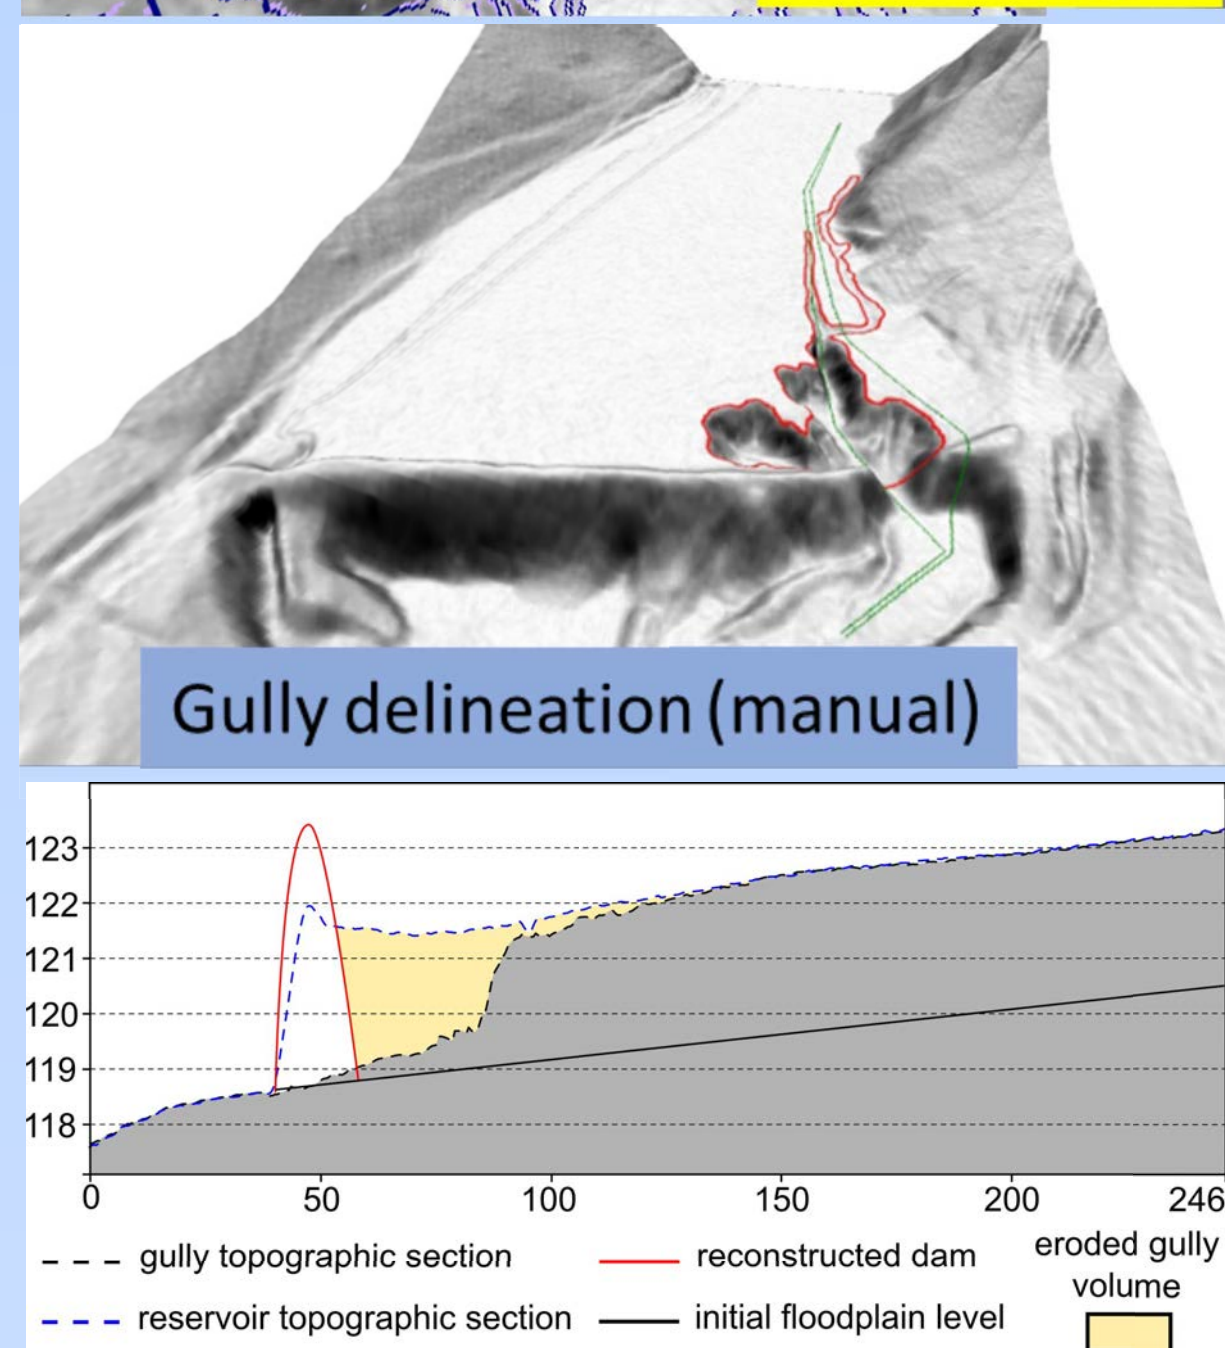 Gully delineation (manual)
123
122
121
120
119
118
0 50 100 150 200 246
gully topographic section
reconstructed dam
eroded gully
volume
reservoir topographic section
initial floodplain level